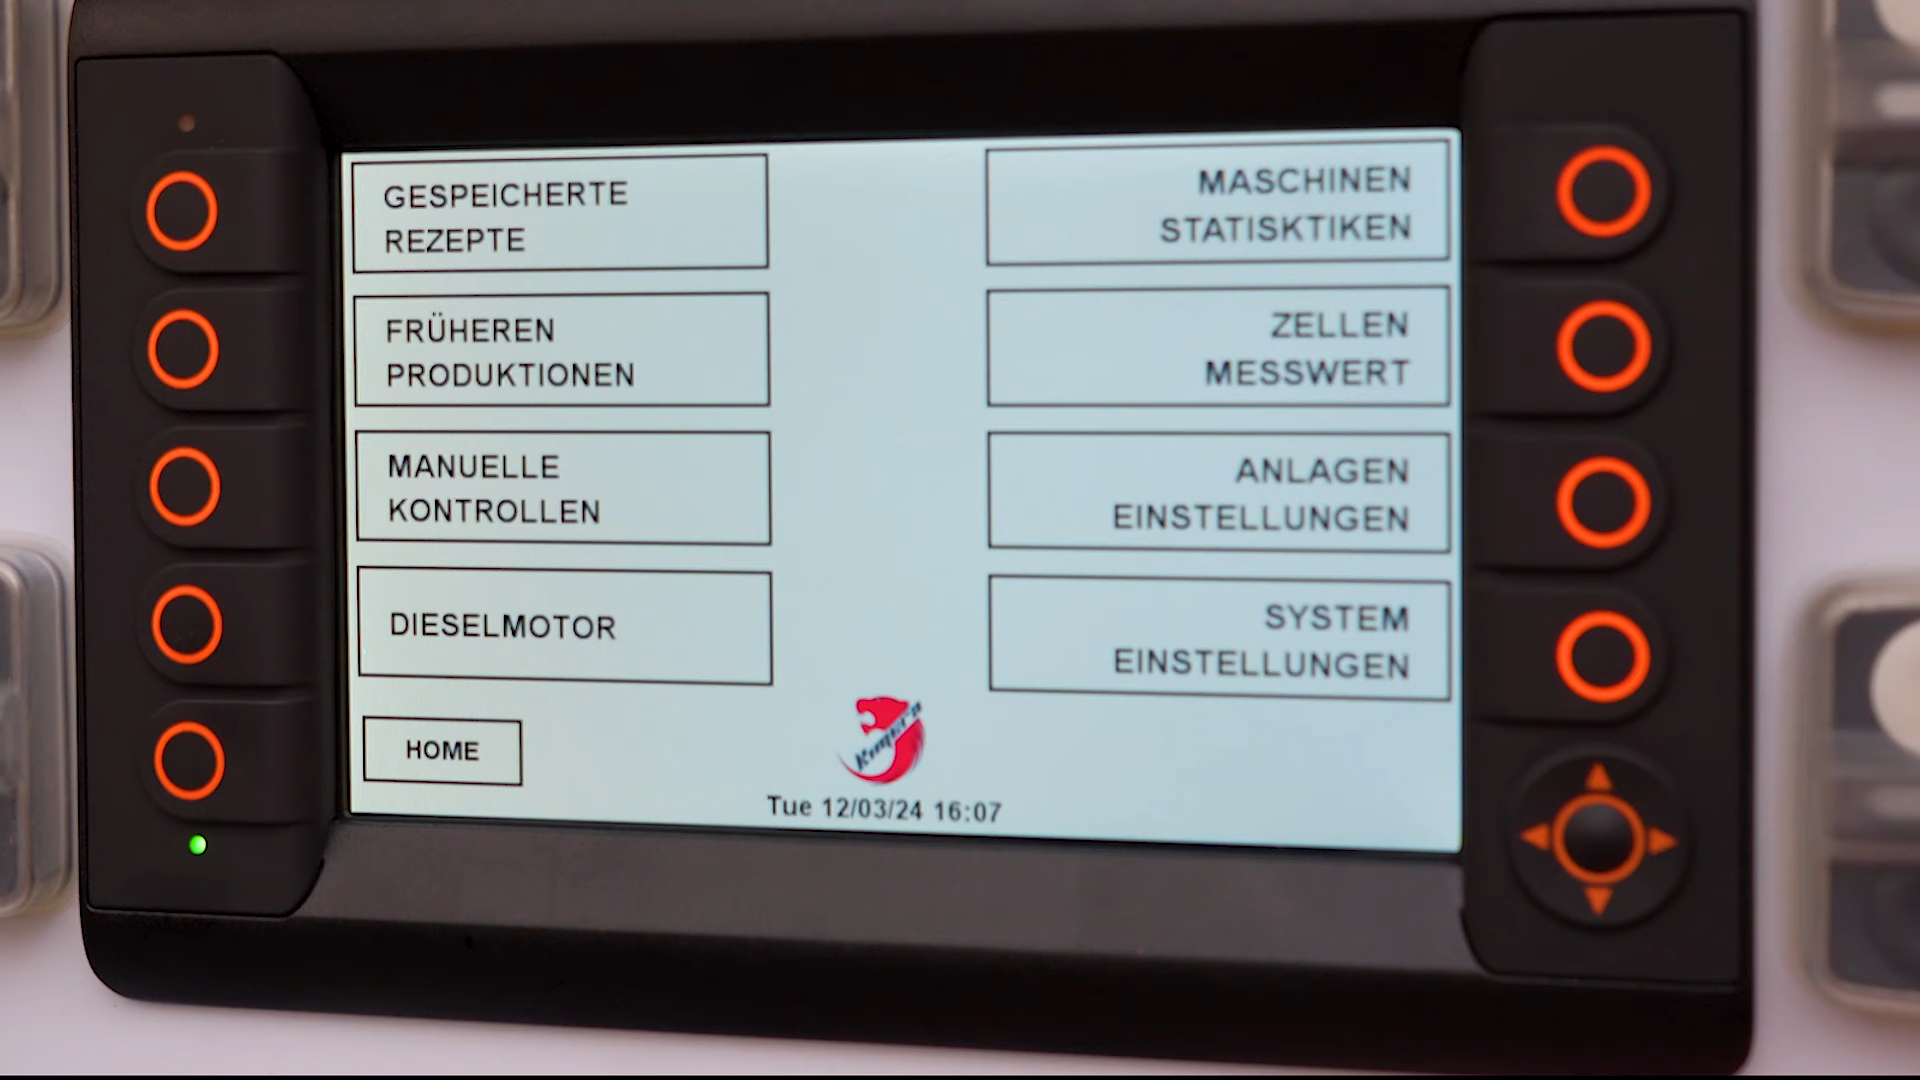 GESPEICHERTE
REZEPTE
FRÜHEREN
PRODUKTIONEN
MANUELLE
KONTROLLEN
DIESELMOTOR
HOME
MASCHINEN
STATISKTIKEN
ZELLEN
MESSWERT
ANLAGEN
EINSTELLUNGEN
SYSTEM
EINSTELLUNGEN
Kimera
Tue 12/03/24 16:07